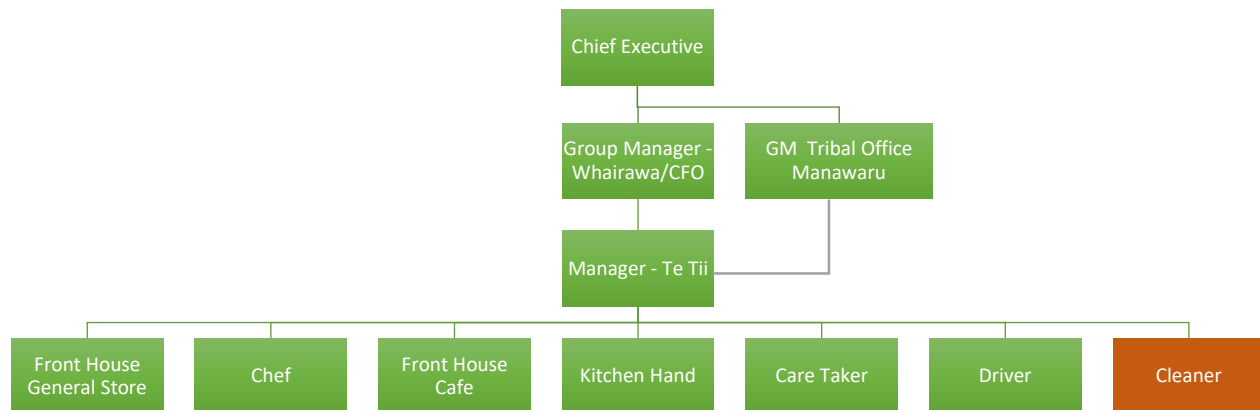 Chief Executive
Group Manager -
Whairawa/CFO
GM Tribal Office
Manawaru
Manager - Te Tii
Front House
General Store
Chef
Front House
Cafe
Kitchen Hand
Care Taker
Driver
Cleaner